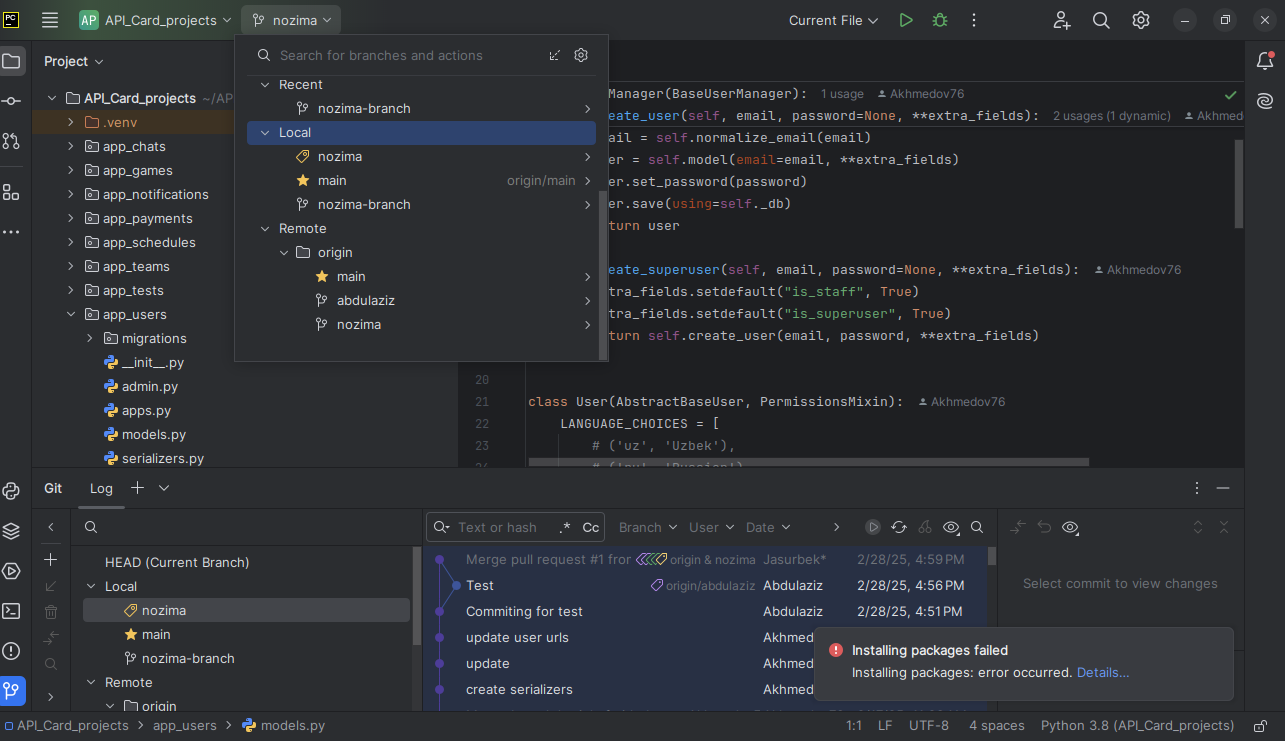 PC AP API_Card_projects nozima Current File
Project
API_Card_projects ~/AP
.venv
app_chats
app_games
app_notifications
app_payments
app_schedules
app_teams
app_tests
app_users
migrations
__init__.py
admin.py
apps.py
models.py
serializers.py
Search for branches and actions
Recent
nozima-branch
Local
nozima
main origin/main
nozima-branch
Remote
origin
main
abdulaziz
nozima
Manager(BaseUserManager): 1 usage Akhmedov76
eate_user(self, email, password=None, **extra_fields): 2 usages (1 dynamic) Akhmed
ail = self.normalize_email(email)
er = self.model(email=email, **extra_fields)
er.set_password(password)
er.save(using=self._db)
turn user
eate_superuser(self, email, password=None, **extra_fields): Akhmedov76
tra_fields.setdefault("is_staff", True)
tra_fields.setdefault("is_superuser", True)
turn self.create_user(email, password, **extra_fields)
20
21 class User(AbstractBaseUser, PermissionsMixin): Akhmedov76
22 LANGUAGE_CHOICES = [
23 # ('uz', 'Uzbek'),
Git Log
HEAD (Current Branch)
Local
nozima
main
nozima-branch
Remote
origin
Text or hash .* Cc Branch User Date
Merge pull request #1 fror origin & nozima Jasurbek* 2/28/25, 4:59 PM
Test origin/abdulaziz Abdulaziz 2/28/25, 4:56 PM
Commiting for test Abdulaziz 2/28/25, 4:51 PM
update user urls Akhmed
update Akhmed
create serializers Akhmed
Select commit to view changes
Installing packages failed
Installing packages: error occurred. Details...
API_Card_projects > app_users > models.py 1:1 LF UTF-8 4 spaces Python 3.8 (API_Card_projects)